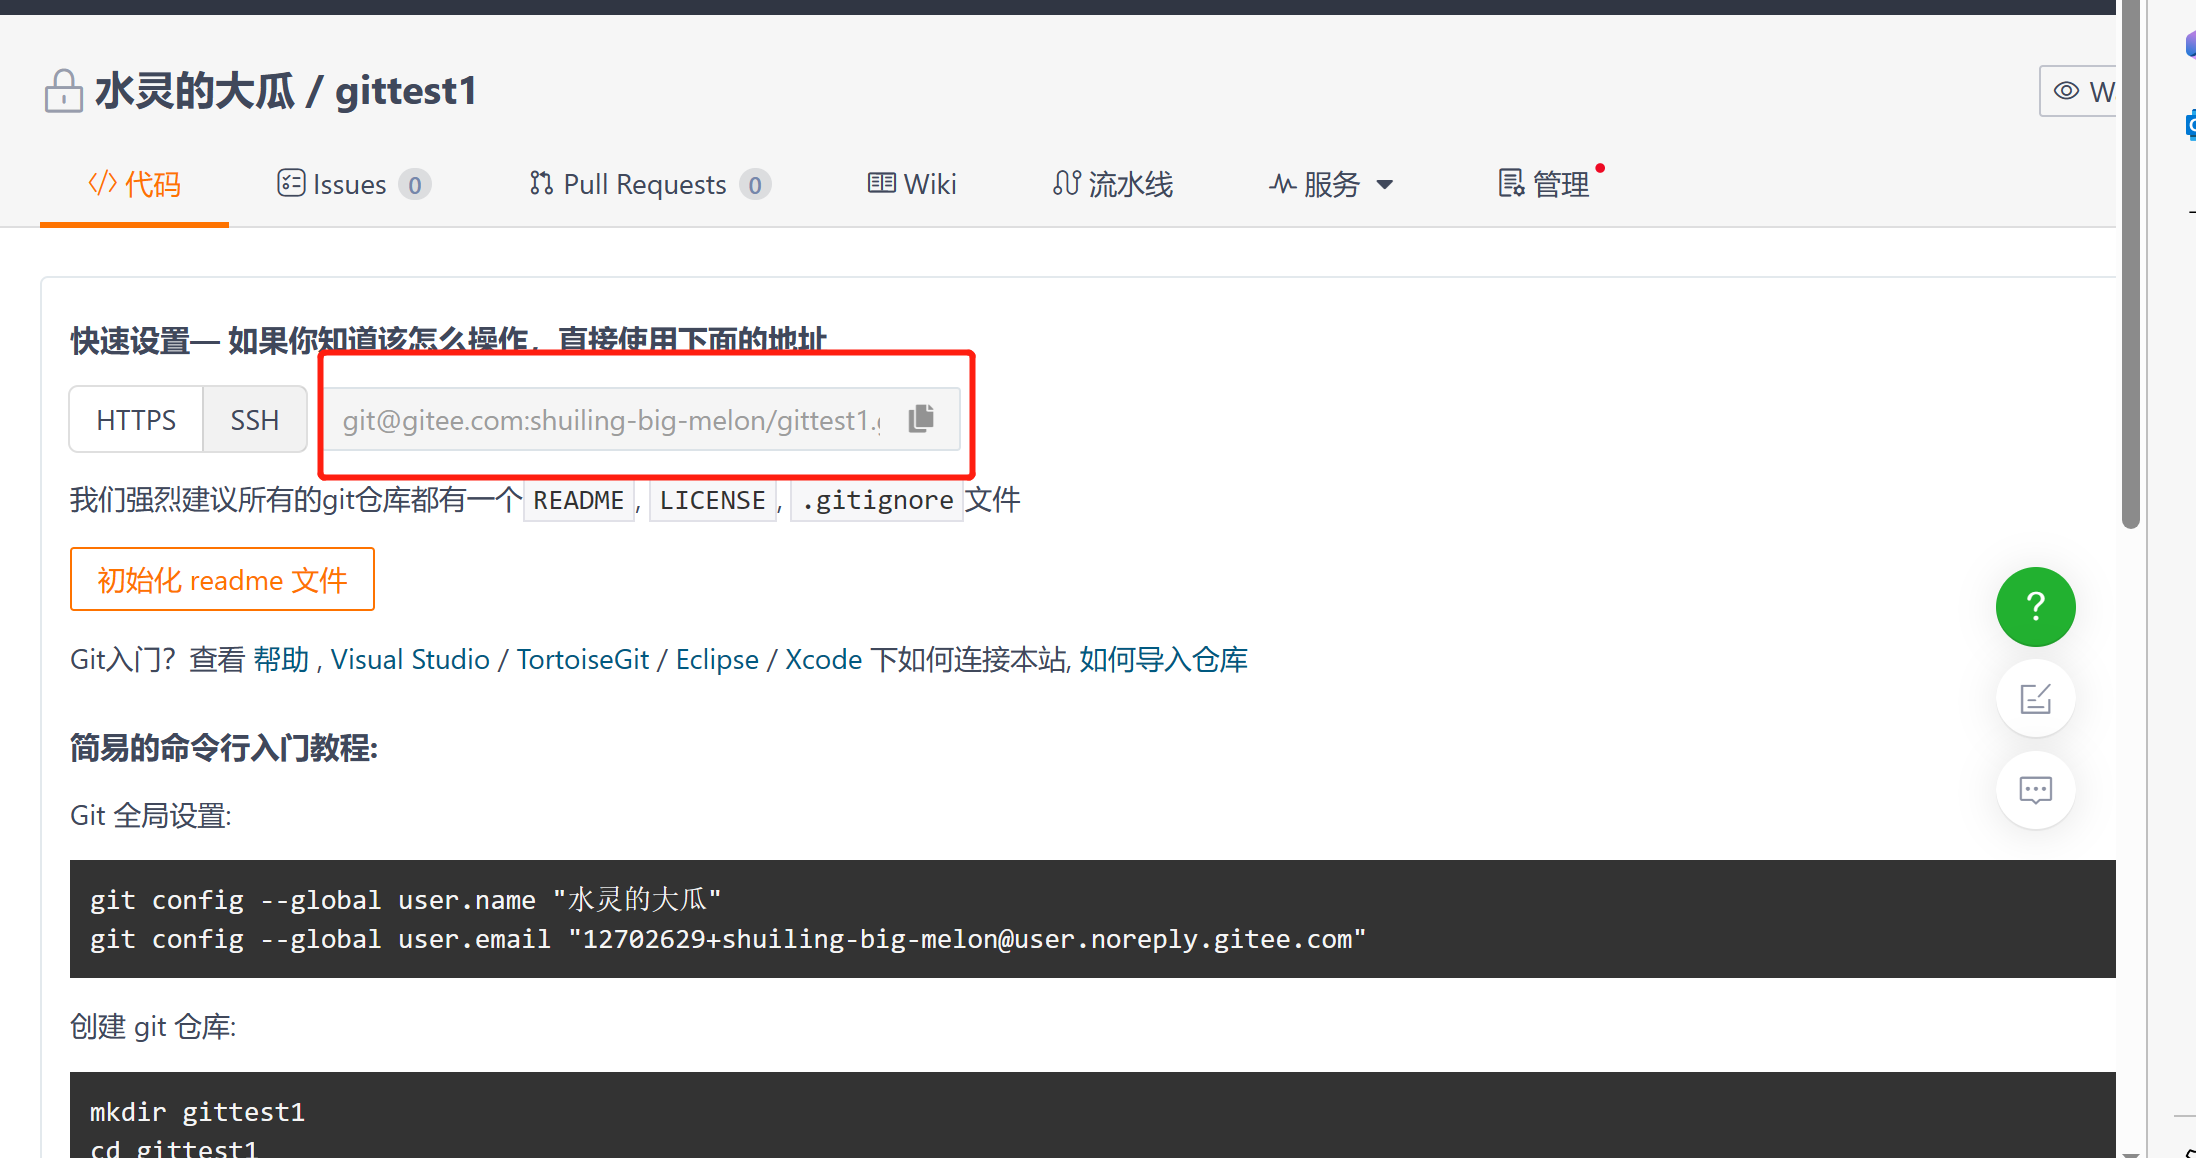 水灵的大瓜 / gittest1
W
代码 Issues 0 Pull Requests 0 Wiki 流水线 服务 管理
快速设置— 如果你知道该怎么操作，直接使用下面的地址
HTTPS SSH git@gitee.com:shuiling-big-melon/gittest1.
我们强烈建议所有的git仓库都有一个 README , LICENSE , .gitignore 文件
初始化 readme 文件
?
Git入门？查看 帮助 , Visual Studio / TortoiseGit / Eclipse / Xcode 下如何连接本站, 如何导入仓库
简易的命令行入门教程:
Git 全局设置:
git config --global user.name "水灵的大瓜"
git config --global user.email "12702629+shuiling-big-melon@user.noreply.gitee.com"
创建 git 仓库:
mkdir gittest1
cd gittest1